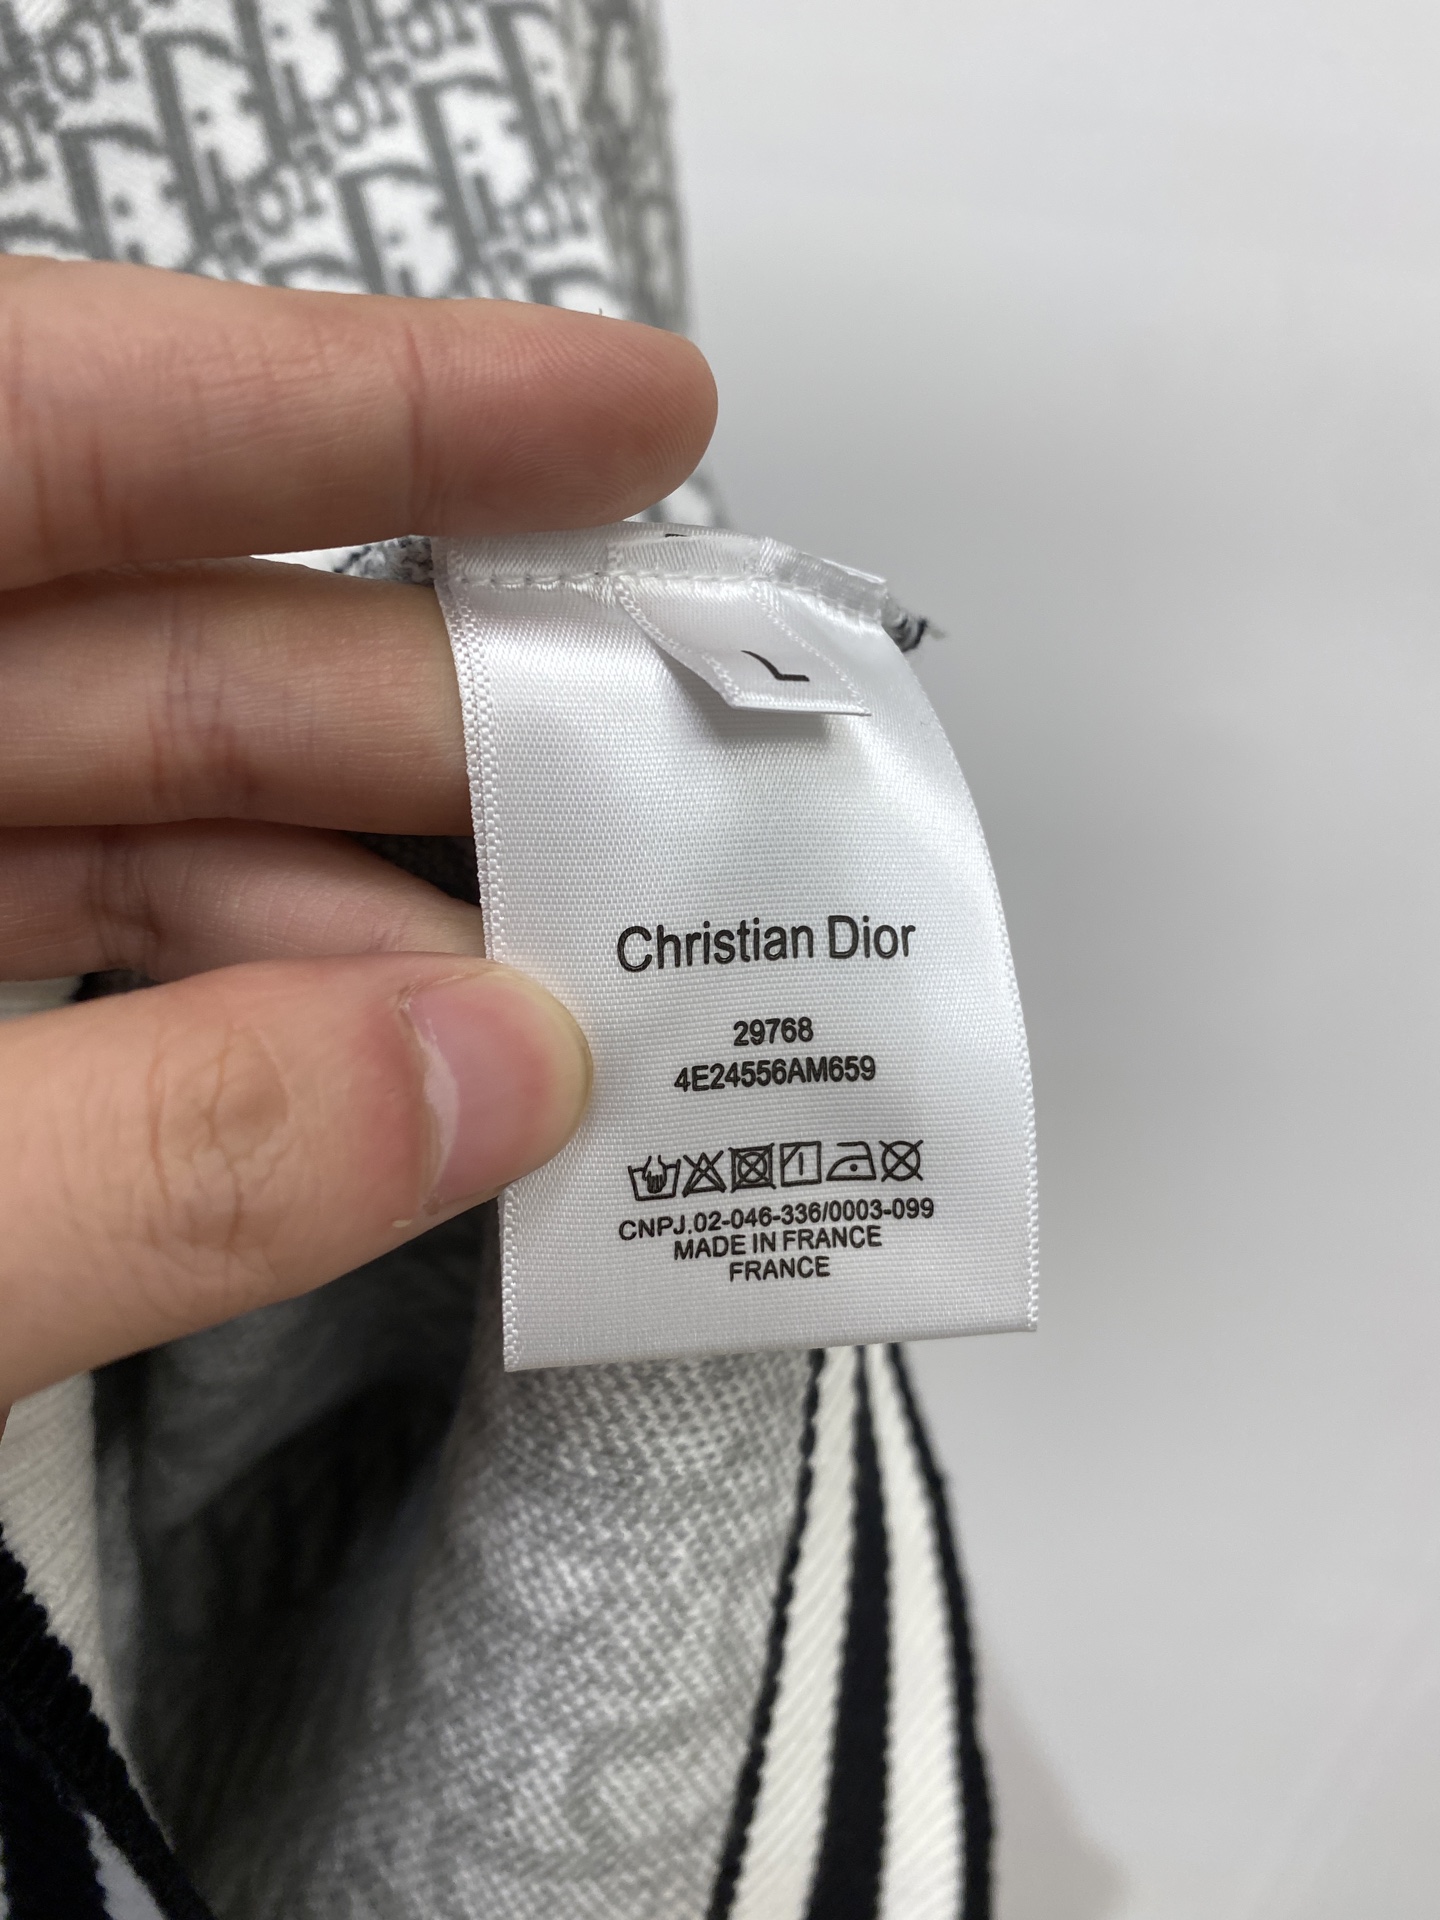 L
Christian Dior
29768
4E24556AM659
CNPJ.02-046-336/0003-099
MADE IN FRANCE
FRANCE